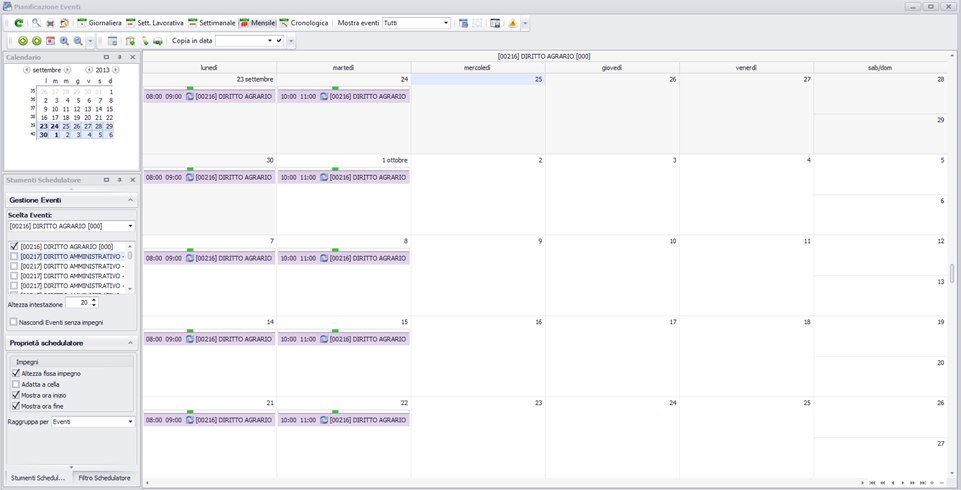 Pianificazione Eventi
Giornaliera Sett. Lavorativa Settimanale Mensile Cronologica Mostra eventi Tutti
Copia in data
Calendario
settembre 2013
l m m g v s d
35 26 27 28 29 30 31 1
36 2 3 4 5 6 7 8
37 9 10 11 12 13 14 15
38 16 17 18 19 20 21 22
39 23 24 25 26 27 28 29
40 30 1 2 3 4 5 6
Stumenti Schedulatore
Gestione Eventi
Scelta Eventi:
[00216] DIRITTO AGRARIO [000]
[00216] DIRITTO AGRARIO [000]
[00217] DIRITTO AMMINISTRATIVO -
[00217] DIRITTO AMMINISTRATIVO -
[00217] DIRITTO AMMINISTRATIVO -
[00217] DIRITTO AMMINISTRATIVO -
Altezza intestazione 20
Nascondi Eventi senza impegni
Proprietà schedulatore
Impegni
Altezza fissa impegno
Adatta a cella
Mostra ora inizio
Mostra ora fine
Raggruppa per Eventi
Stumenti Schedul... Filtro Schedulatore
[00216] DIRITTO AGRARIO [000]
lunedì martedì mercoledì giovedì venerdì sab/dom
23 settembre 24 25 26 27 28
08:00 09:00 [00216] DIRITTO AGRARIO 10:00 11:00 [00216] DIRITTO AGRARIO
29
30 1 ottobre 2 3 4 5
08:00 09:00 [00216] DIRITTO AGRARIO 10:00 11:00 [00216] DIRITTO AGRARIO
6
7 8 9 10 11 12
08:00 09:00 [00216] DIRITTO AGRARIO 10:00 11:00 [00216] DIRITTO AGRARIO
13
14 15 16 17 18 19
08:00 09:00 [00216] DIRITTO AGRARIO 10:00 11:00 [00216] DIRITTO AGRARIO
20
21 22 23 24 25 26
08:00 09:00 [00216] DIRITTO AGRARIO 10:00 11:00 [00216] DIRITTO AGRARIO
27